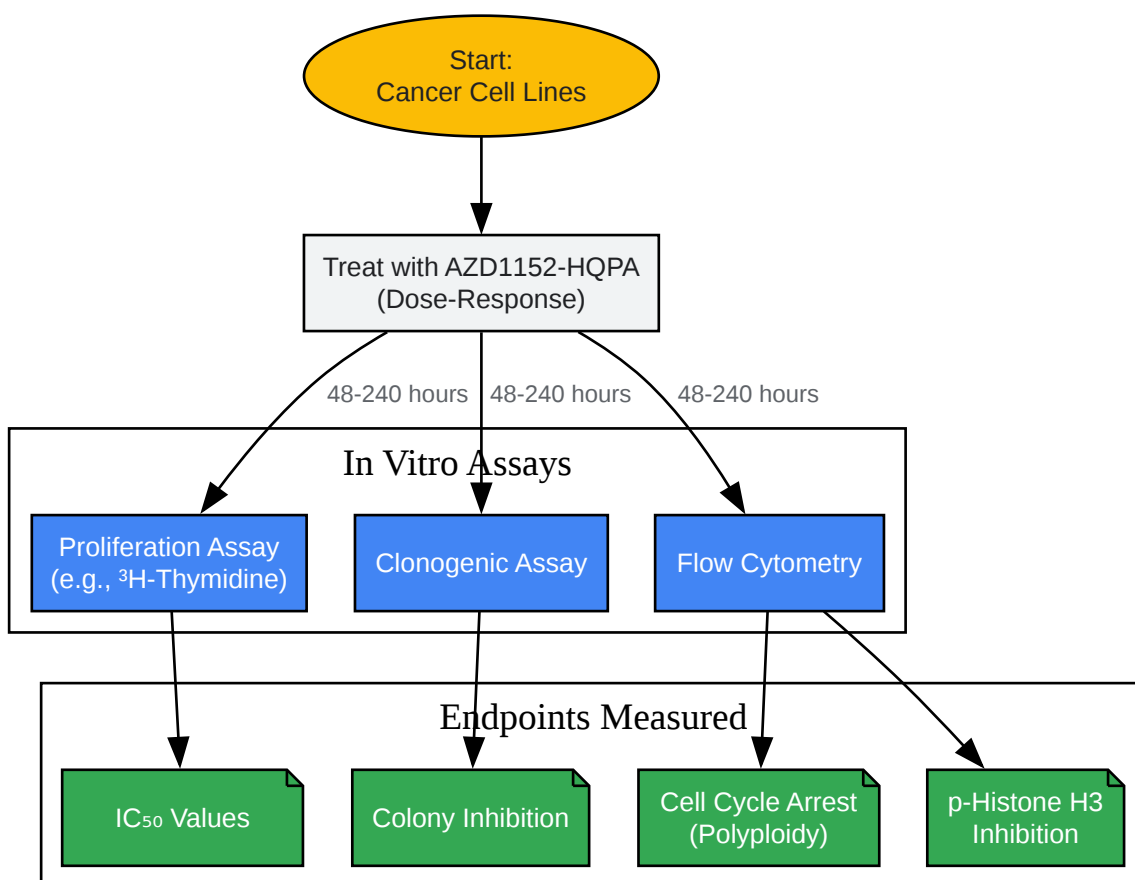 Start:
Cancer Cell Lines
Treat with AZD1152-HQPA
(Dose-Response)
48-240 hours
48-240 hours
48-240 hours
In Vitro Assays
Proliferation Assay
(e.g., ³H-Thymidine)
Clonogenic Assay
Flow Cytometry
Endpoints Measured
IC₅₀ Values
Colony Inhibition
Cell Cycle Arrest
(Polyploidy)
p-Histone H3
Inhibition